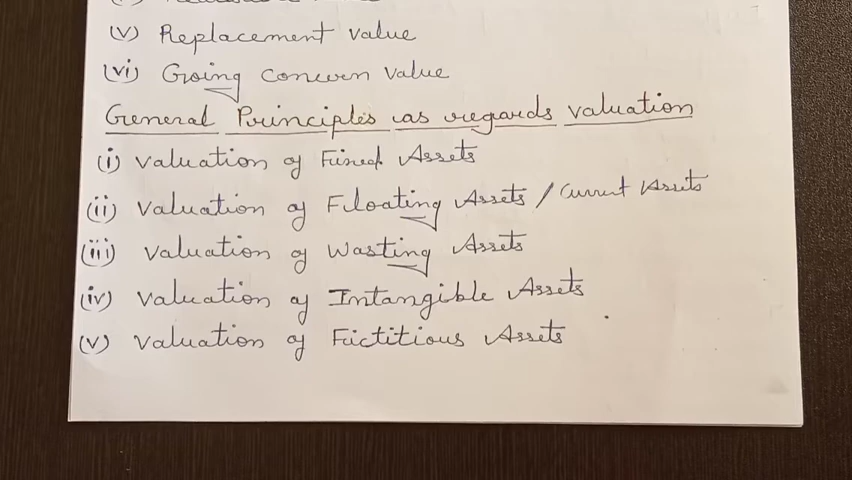 (v) Replacement value
(vi) Going concern value
General Principles as regards valuation
(i) Valuation of Fixed Assets
(ii) Valuation of Floating Assets / Current Assets
(iii) Valuation of Wasting Assets
(iv) Valuation of Intangible Assets
(v) Valuation of Fictitious Assets